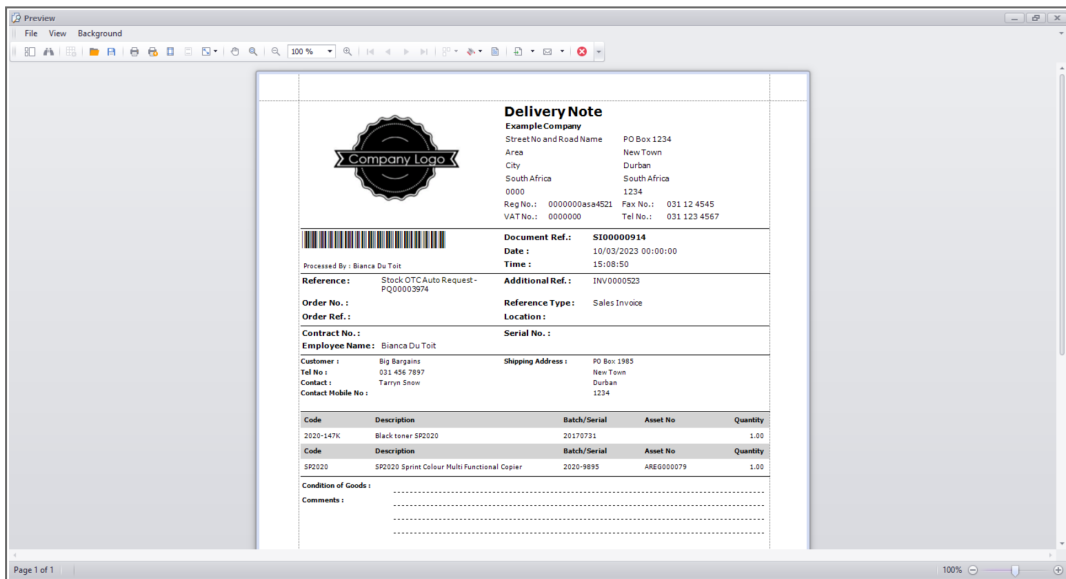 Preview
File View Background
100 %
Delivery Note
Example Company
Street No and Road Name PO Box 1234
Area New Town
City Durban
South Africa South Africa
0000 1234
Reg No.: 0000000asa4521 Fax No.: 031 12 4545
VAT No.: 0000000 Tel No.: 031 123 4567
Company Logo
Document Ref.: SI00000914
Date : 10/03/2023 00:00:00
Processed By : Bianca Du Toit Time : 15:08:50
Reference : Stock OTC Auto Request - Additional Ref. : INV0000523
PQ00003974
Order No. : Reference Type : Sales Invoice
Order Ref. : Location :
Contract No. : Serial No. :
Employee Name : Bianca Du Toit
Customer : Big Bargains Shipping Address : PO Box 1985
Tel No : 031 456 7897 New Town
Contact : Tarryn Snow Durban
Contact Mobile No : 1234
Code Description Batch/Serial Asset No Quantity
2020-147K Black toner SP2020 20170731 1.00
Code Description Batch/Serial Asset No Quantity
SP2020 SP2020 Sprint Colour Multi Functional Copier 2020-9895 AREG000079 1.00
Condition of Goods :
Comments :
Page 1 of 1 100%